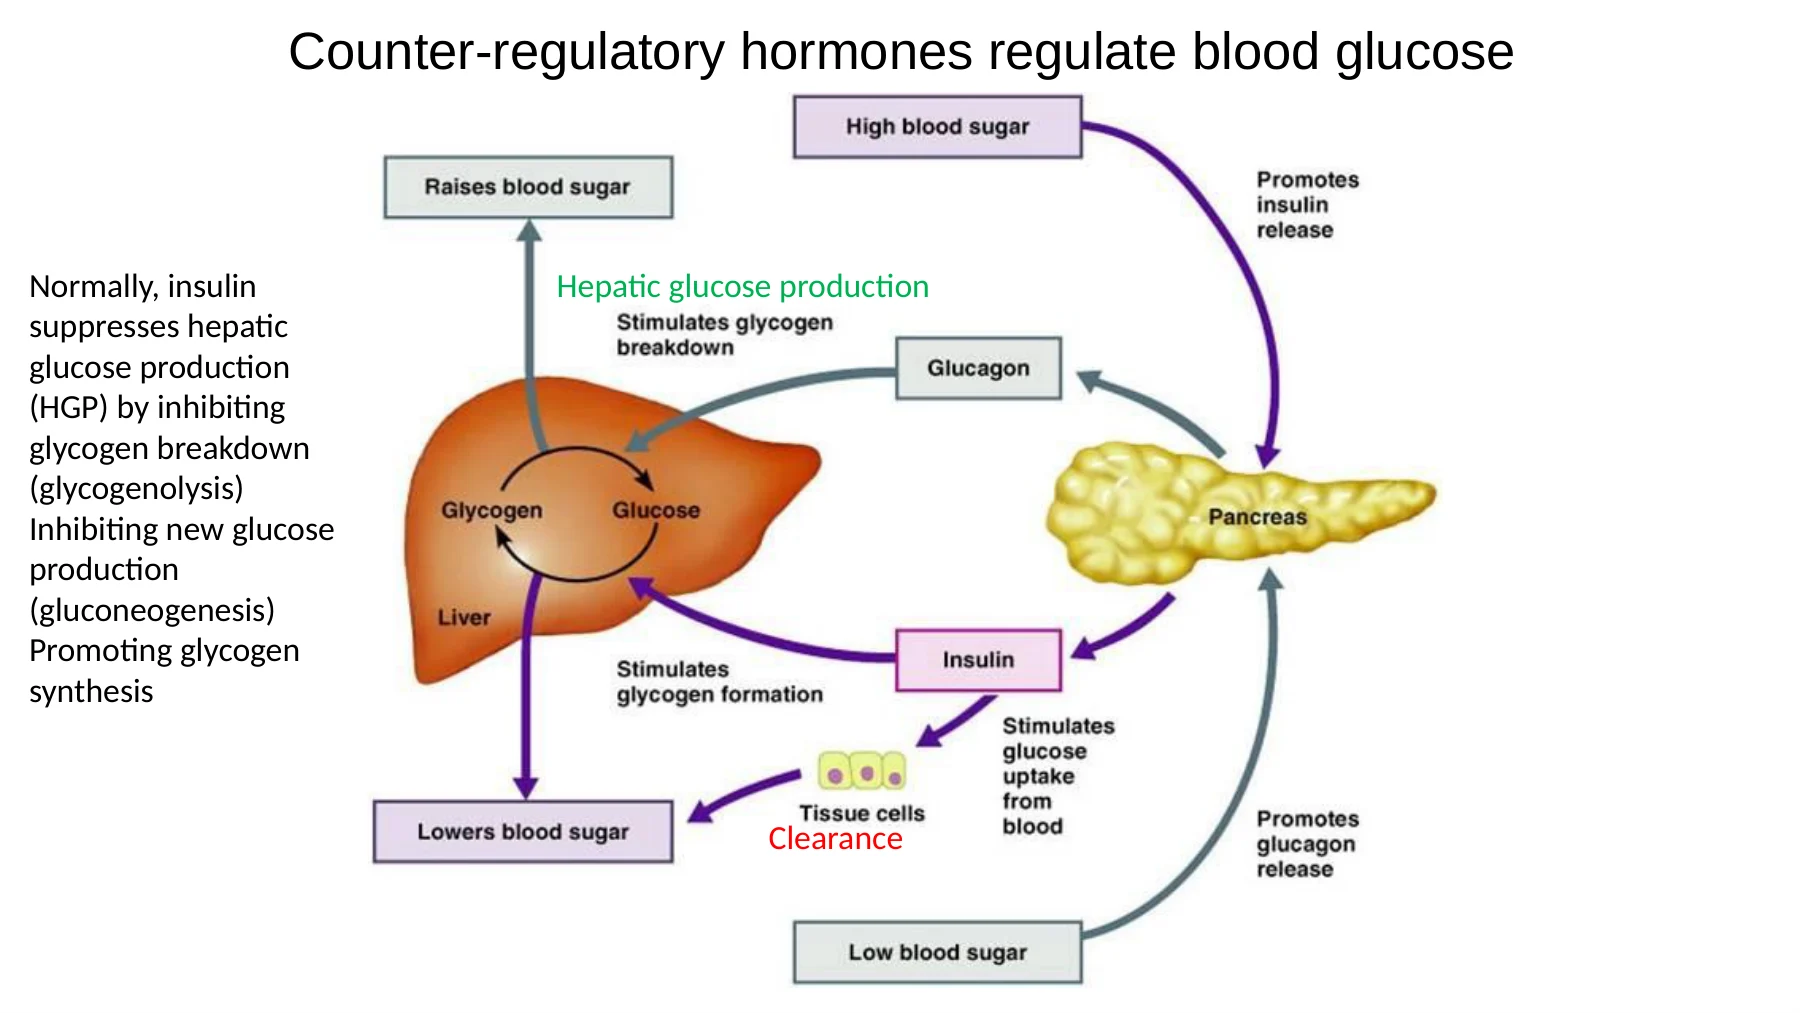 Counter-regulatory hormones regulate blood glucose
High blood sugar
Raises blood sugar
Promotes
insulin
release
Normally, insulin
suppresses hepatic
glucose production
(HGP) by inhibiting
glycogen breakdown
(glycogenolysis)
Inhibiting new glucose
production
(gluconeogenesis)
Promoting glycogen
synthesis
Hepatic glucose production
Stimulates glycogen
breakdown
Glucagon
Glycogen
Glucose
Pancreas
Liver
Insulin
Stimulates
glycogen formation
Stimulates
glucose
uptake
from
blood
Tissue cells
Clearance
Lowers blood sugar
Promotes
glucagon
release
Low blood sugar